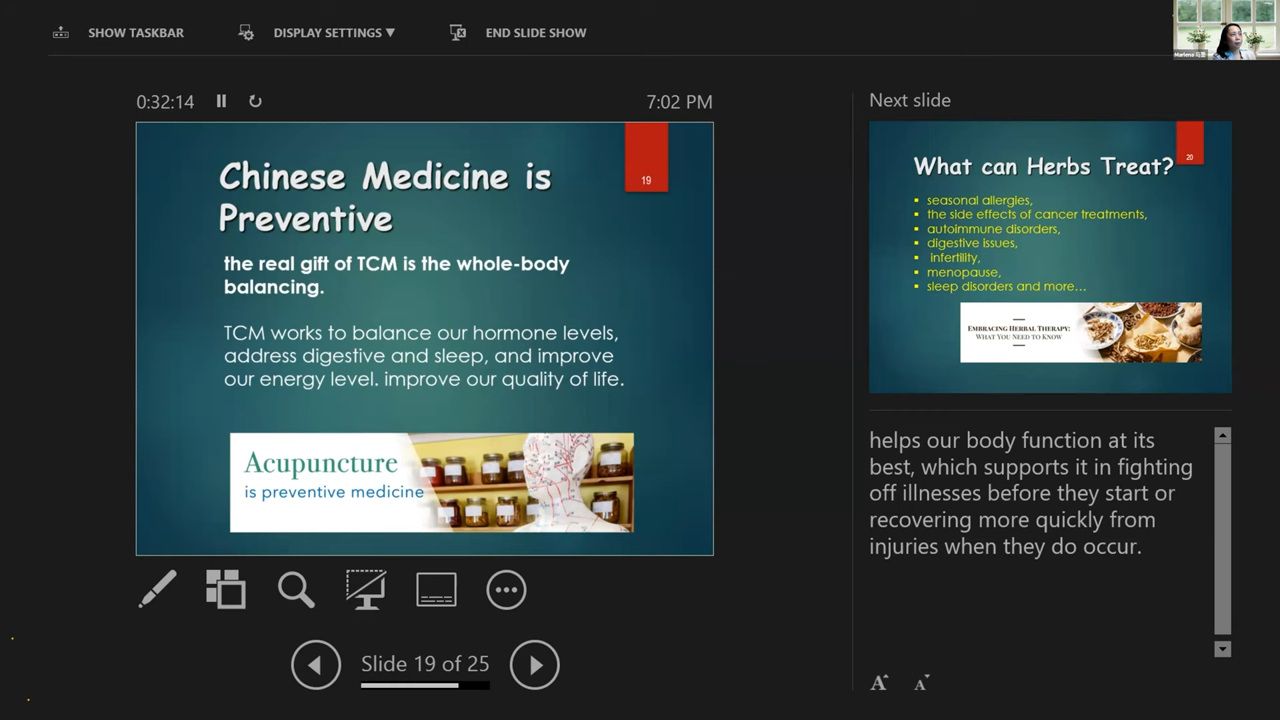 SHOW TASKBAR
DISPLAY SETTINGS ▼
END SLIDE SHOW
0:32:14
7:02 PM
Chinese Medicine is
Preventive
19
the real gift of TCM is the whole-body
balancing.
TCM works to balance our hormone levels,
address digestive and sleep, and improve
our energy level. improve our quality of life.
Acupuncture
is preventive medicine
Slide 19 of 25
Marlena
Next slide
What can Herbs Treat?
20
▪ seasonal allergies,
▪ the side effects of cancer treatments,
▪ autoimmune disorders,
▪ digestive issues,
▪ infertility,
▪ menopause,
▪ sleep disorders and more…
EMBRACING HERBAL THERAPY:
WHAT YOU NEED TO KNOW
helps our body function at its
best, which supports it in fighting
off illnesses before they start or
recovering more quickly from
injuries when they do occur.
A A